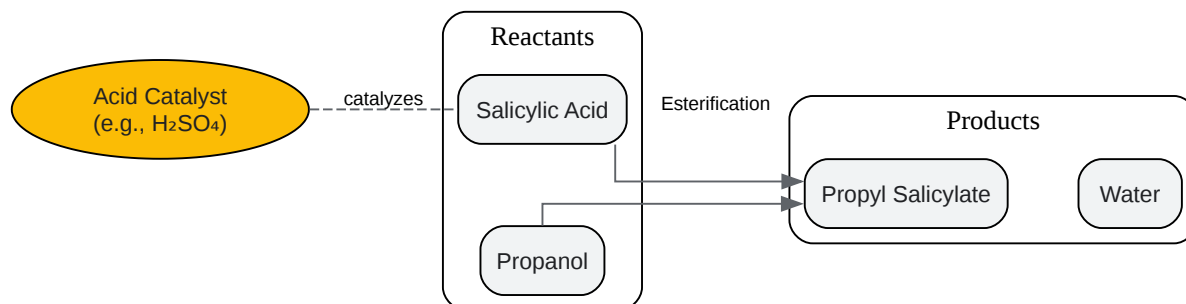 Reactants
Acid Catalyst
(e.g., H₂SO₄)
catalyzes
Salicylic Acid
Esterification
Products
Propyl Salicylate
Water
Propanol